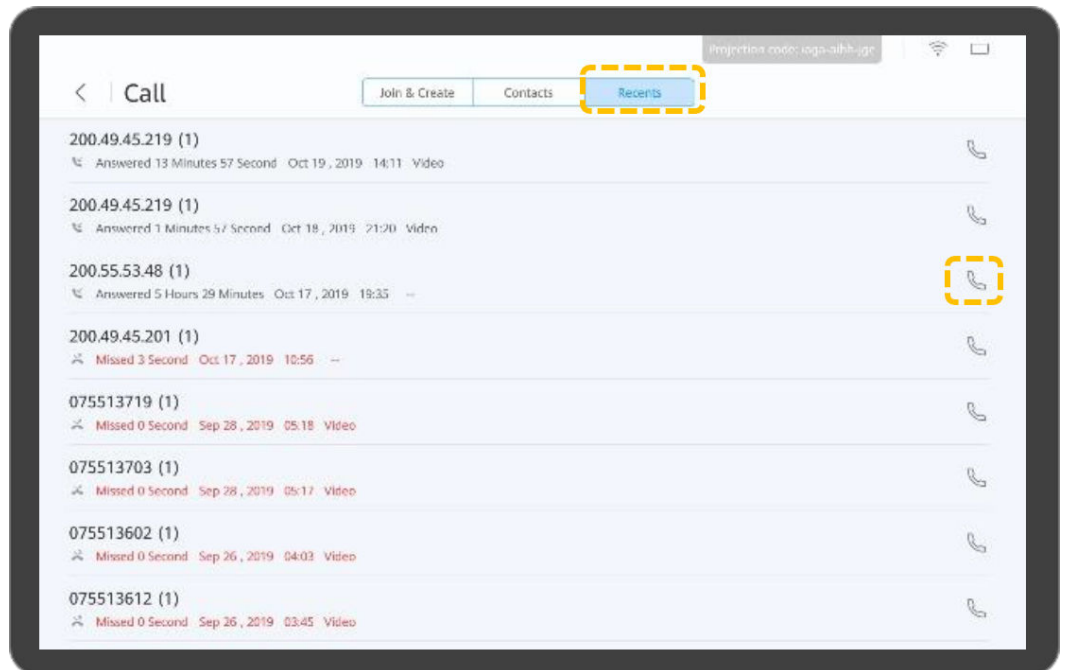 Projection code:
Call
Join & Create
Contacts
Recents
200.49.45.219 (1)
Answered 13 Minutes 57 Second Oct 19 , 2019 14:11 Video
200.49.45.219 (1)
Answered 1 Minutes 57 Second Oct 18 , 2019 21:20 Video
200.55.53.48 (1)
Answered 5 Hours 29 Minutes Oct 17 , 2019 19:35 --
200.49.45.201 (1)
Missed 3 Second Oct 17 , 2019 10:56 --
075513719 (1)
Missed 0 Second Sep 28 , 2019 05:18 Video
075513703 (1)
Missed 0 Second Sep 28 , 2019 05:17 Video
075513602 (1)
Missed 0 Second Sep 26 , 2019 04:03 Video
075513612 (1)
Missed 0 Second Sep 26 , 2019 03:45 Video